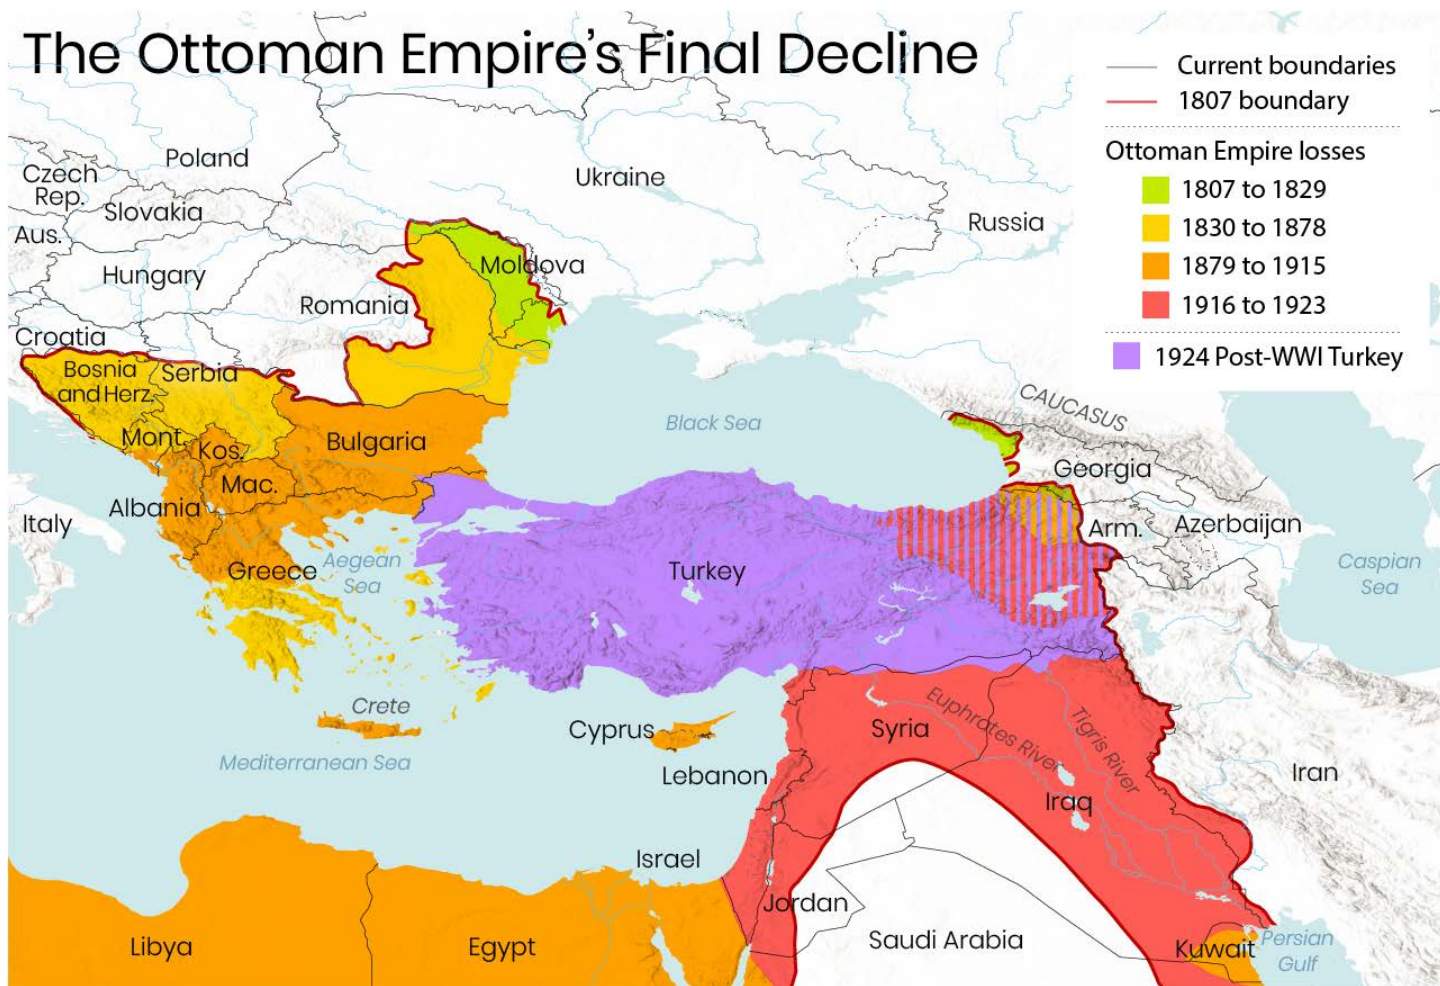 The Ottoman Empire's Final Decline
Current boundaries
1807 boundary
Ottoman Empire losses
1807 to 1829
1830 to 1878
1879 to 1915
1916 to 1923
1924 Post-WWI Turkey
Poland
Czech
Rep.
Slovakia
Aus.
Ukraine
Russia
Hungary
Moldova
Romania
Croatia
Bosnia
and Herz.
Serbia
Mont.
Kos.
Bulgaria
Mac.
Albania
Italy
Greece
Aegean
Sea
Black Sea
CAUCASUS
Georgia
Arm.
Azerbaijan
Caspian
Sea
Turkey
Crete
Cyprus
Mediterranean Sea
Lebanon
Syria
Euphrates River
Tigris River
Iraq
Iran
Israel
Jordan
Libya
Egypt
Saudi Arabia
Kuwait
Persian
Gulf